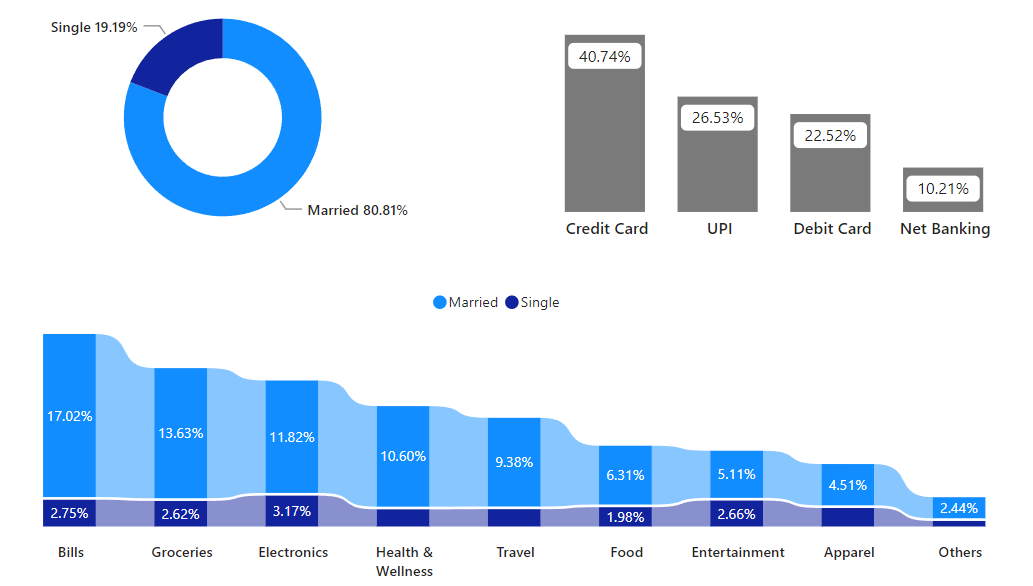 Single 19.19%
Married 80.81%
40.74%
26.53%
22.52%
10.21%
Credit Card
UPI
Debit Card
Net Banking
Married
Single
17.02%
13.63%
11.82%
10.60%
9.38%
6.31%
5.11%
4.51%
2.44%
2.75%
2.62%
3.17%
1.98%
2.66%
Bills
Groceries
Electronics
Health &
Wellness
Travel
Food
Entertainment
Apparel
Others